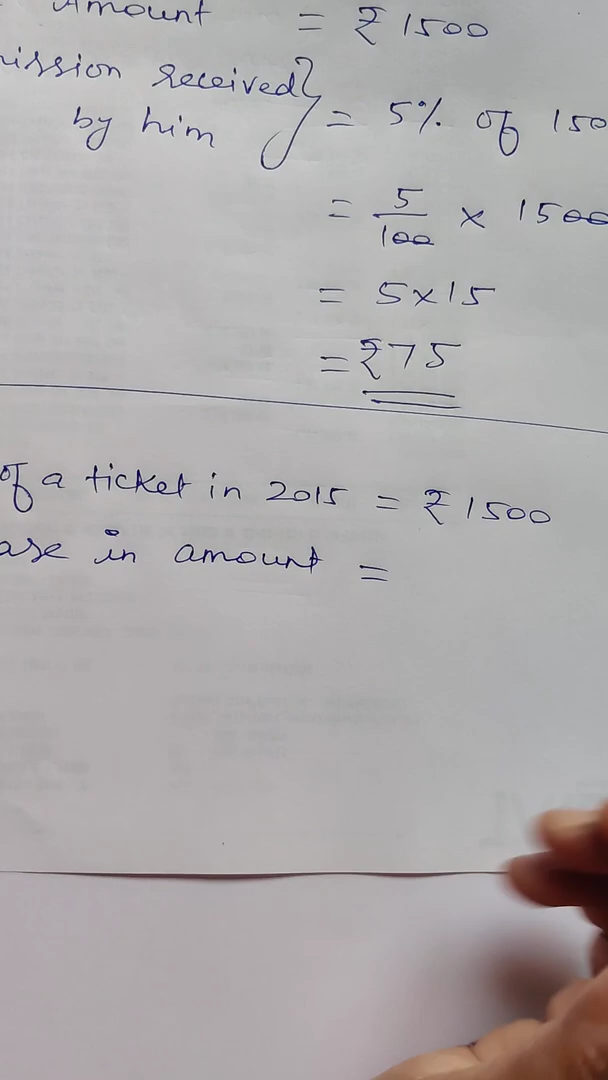 Amount = ₹ 1500
ission received
by him } = 5% of 150
= 5/100 × 1500
= 5×15
= ₹75
of a ticket in 2015 = ₹ 1500
ase in amount =